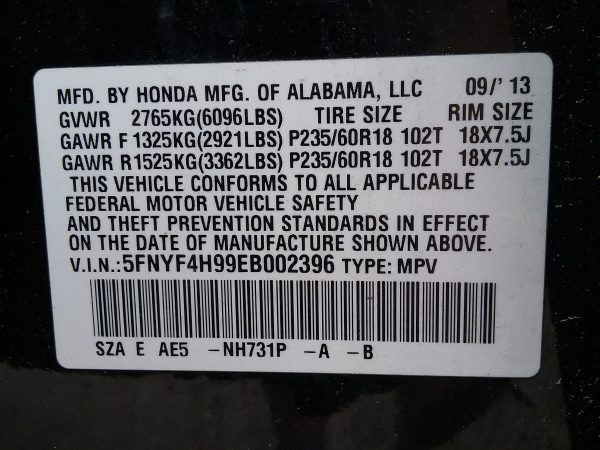 MFD. BY HONDA MFG. OF ALABAMA, LLC 09/' 13
GVWR 2765KG(6096LBS) TIRE SIZE RIM SIZE
GAWR F 1325KG(2921LBS) P235/60R18 102T 18X7.5J
GAWR R1525KG(3362LBS) P235/60R18 102T 18X7.5J
THIS VEHICLE CONFORMS TO ALL APPLICABLE
FEDERAL MOTOR VEHICLE SAFETY
AND THEFT PREVENTION STANDARDS IN EFFECT
ON THE DATE OF MANUFACTURE SHOWN ABOVE.
V.I.N.:5FNYF4H99EB002396 TYPE: MPV
SZA E AE5 -NH731P -A -B